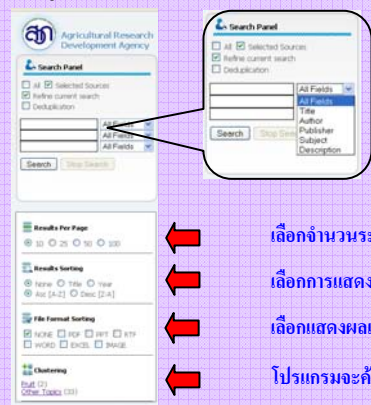 Agricultural Research
Development Agency
Search Panel
All Selected Sources
Refine current search
Deduplication
All Fields
All Fields
All Fields
Search Stop Search
Search Panel
All Selected Sources
Refine current search
Deduplication
All Fields
All Fields
Title
Author
Publisher
Subject
Description
Search Stop Sear
Results Per Page
10 25 50 100
Results Sorting
None Title Year
Asc [A-Z] Desc [Z-A]
File Format Sorting
NONE PDF PPT RTF
WORD EXCEL IMAGE
Clustering
Fruit (2)
Other Topics (33)
เลือกจำนวนระ
เลือกการแสดง
เลือกแสดงผล
โปรแกรมจะค้